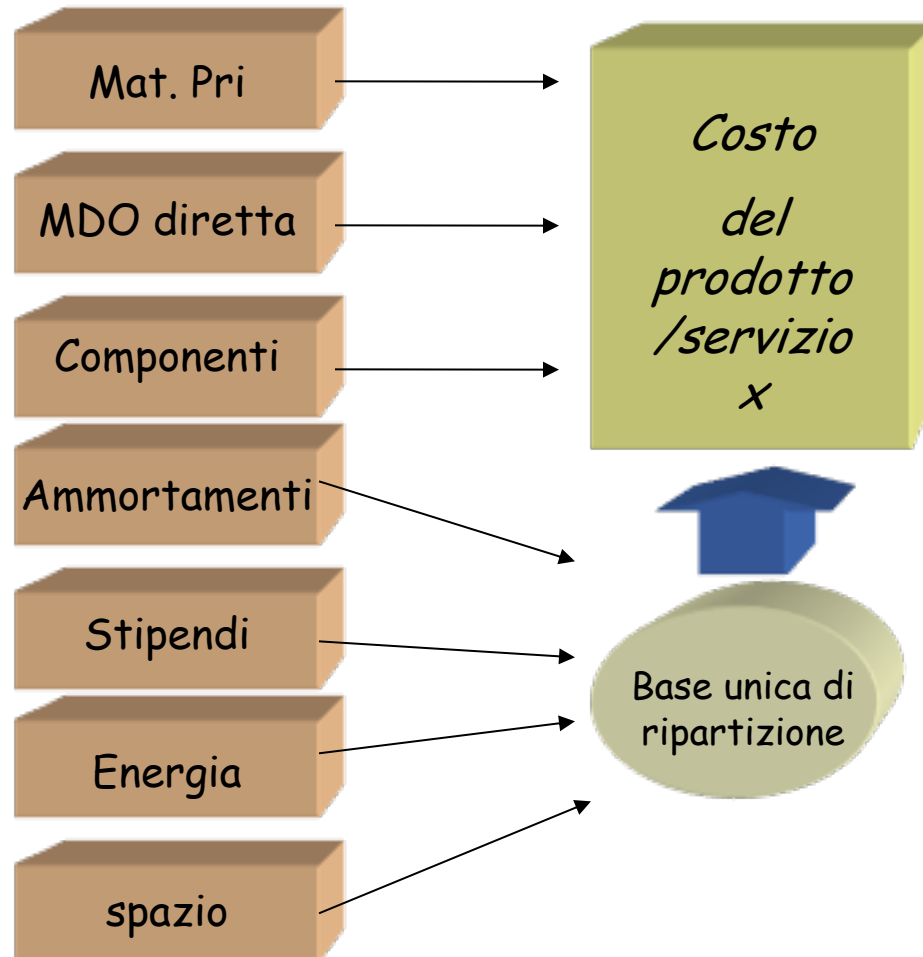 Mat. Pri
MDO diretta
Componenti
Ammortamenti
Stipendi
Energia
spazio
Costo
del
prodotto
/servizio
x
Base unica di
ripartizione